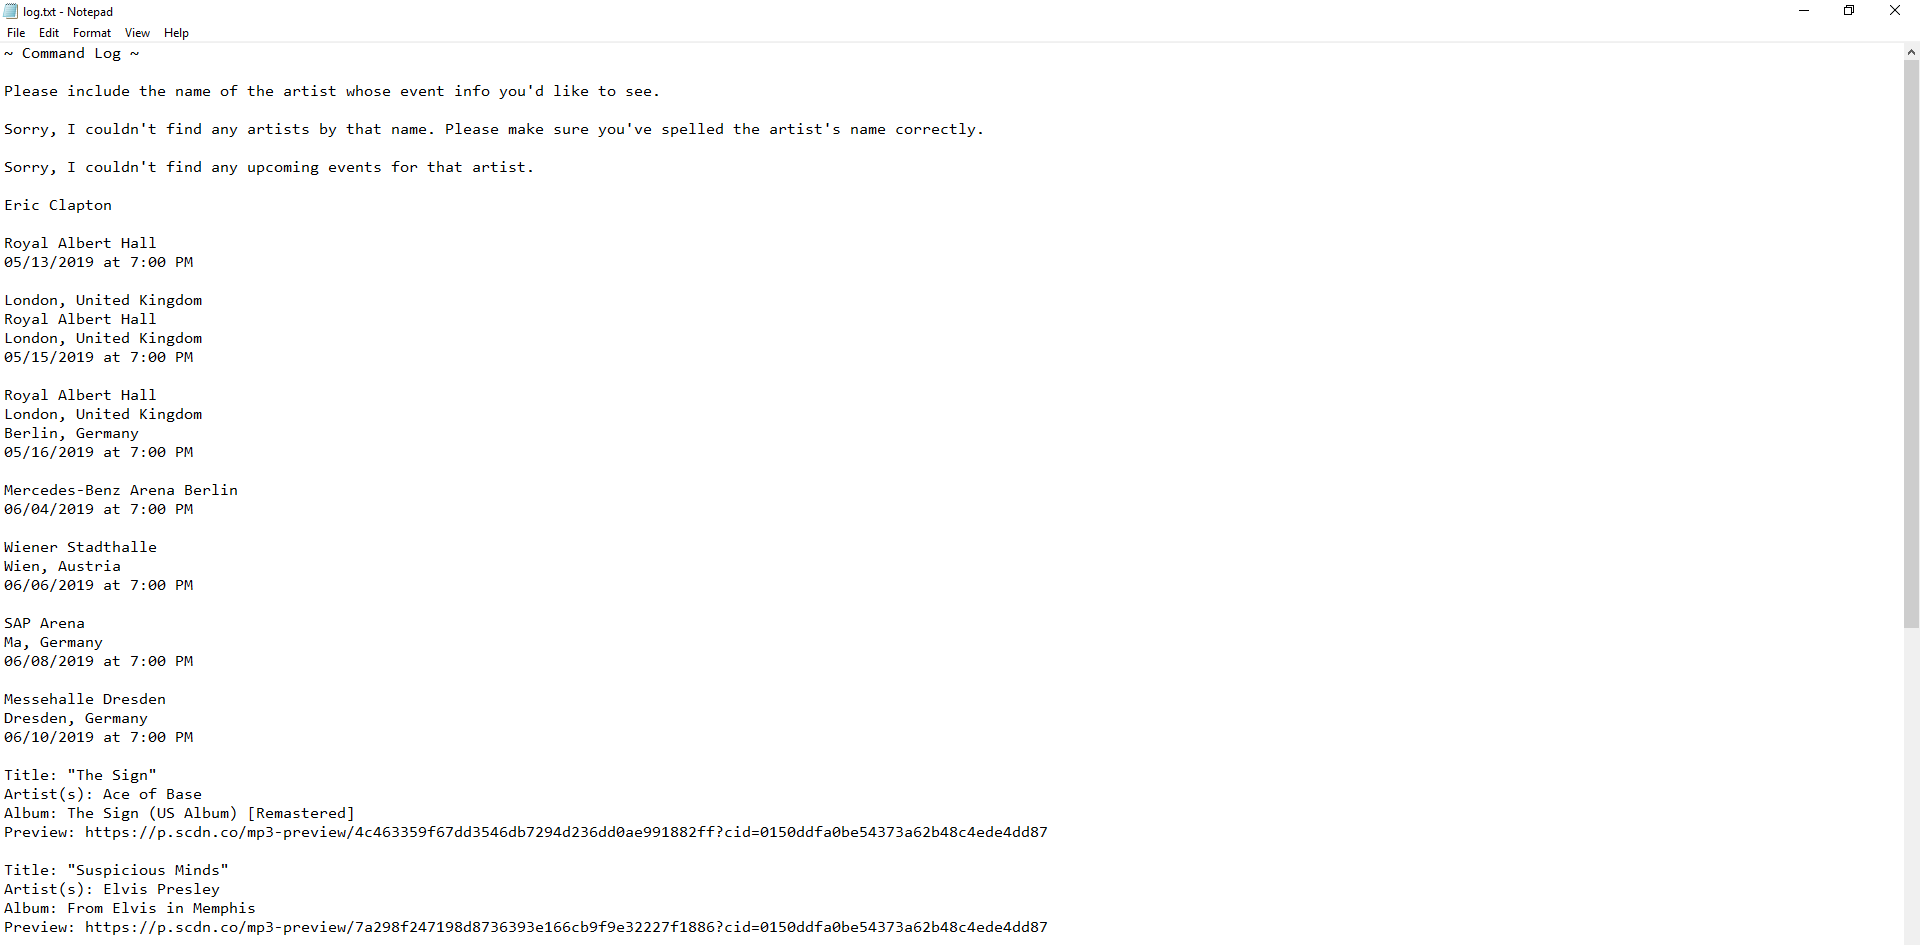 log.txt - Notepad
File Edit Format View Help
~ Command Log ~
Please include the name of the artist whose event info you'd like to see.
Sorry, I couldn't find any artists by that name. Please make sure you've spelled the artist's name correctly.
Sorry, I couldn't find any upcoming events for that artist.
Eric Clapton
Royal Albert Hall
05/13/2019 at 7:00 PM
London, United Kingdom
Royal Albert Hall
London, United Kingdom
05/15/2019 at 7:00 PM
Royal Albert Hall
London, United Kingdom
Berlin, Germany
05/16/2019 at 7:00 PM
Mercedes-Benz Arena Berlin
06/04/2019 at 7:00 PM
Wiener Stadthalle
Wien, Austria
06/06/2019 at 7:00 PM
SAP Arena
Ma, Germany
06/08/2019 at 7:00 PM
Messehalle Dresden
Dresden, Germany
06/10/2019 at 7:00 PM
Title: "The Sign"
Artist(s): Ace of Base
Album: The Sign (US Album) [Remastered]
Preview: https://p.scdn.co/mp3-preview/4c463359f67dd3546db7294d236dd0ae991882ff?cid=0150ddfa0be54373a62b48c4ede4dd87
Title: "Suspicious Minds"
Artist(s): Elvis Presley
Album: From Elvis in Memphis
Preview: https://p.scdn.co/mp3-preview/7a298f247198d8736393e166cb9f9e32227f1886?cid=0150ddfa0be54373a62b48c4ede4dd87